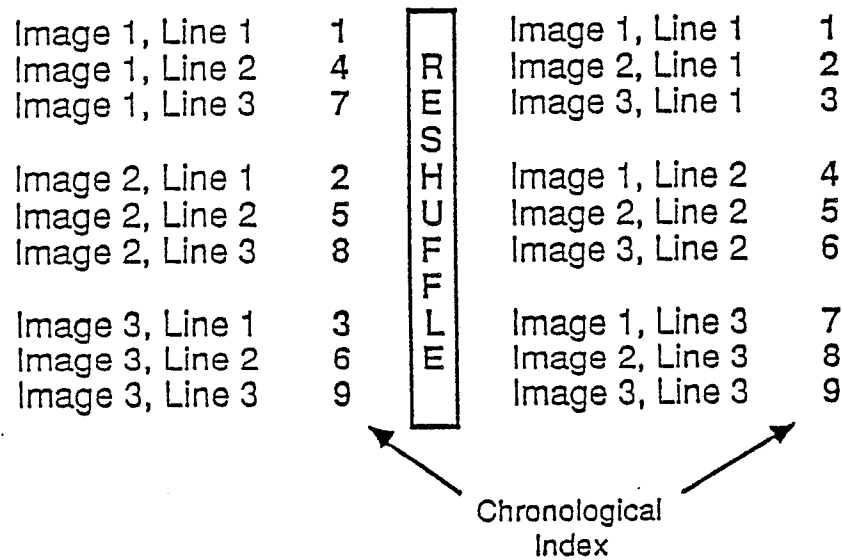 Image 1, Line 1 1
Image 1, Line 2 4
Image 1, Line 3 7
Image 2, Line 1 2
Image 2, Line 2 5
Image 2, Line 3 8
Image 3, Line 1 3
Image 3, Line 2 6
Image 3, Line 3 9
RESHUFFLE
Image 1, Line 1 1
Image 2, Line 1 2
Image 3, Line 1 3
Image 1, Line 2 4
Image 2, Line 2 5
Image 3, Line 2 6
Image 1, Line 3 7
Image 2, Line 3 8
Image 3, Line 3 9
Chronological
Index